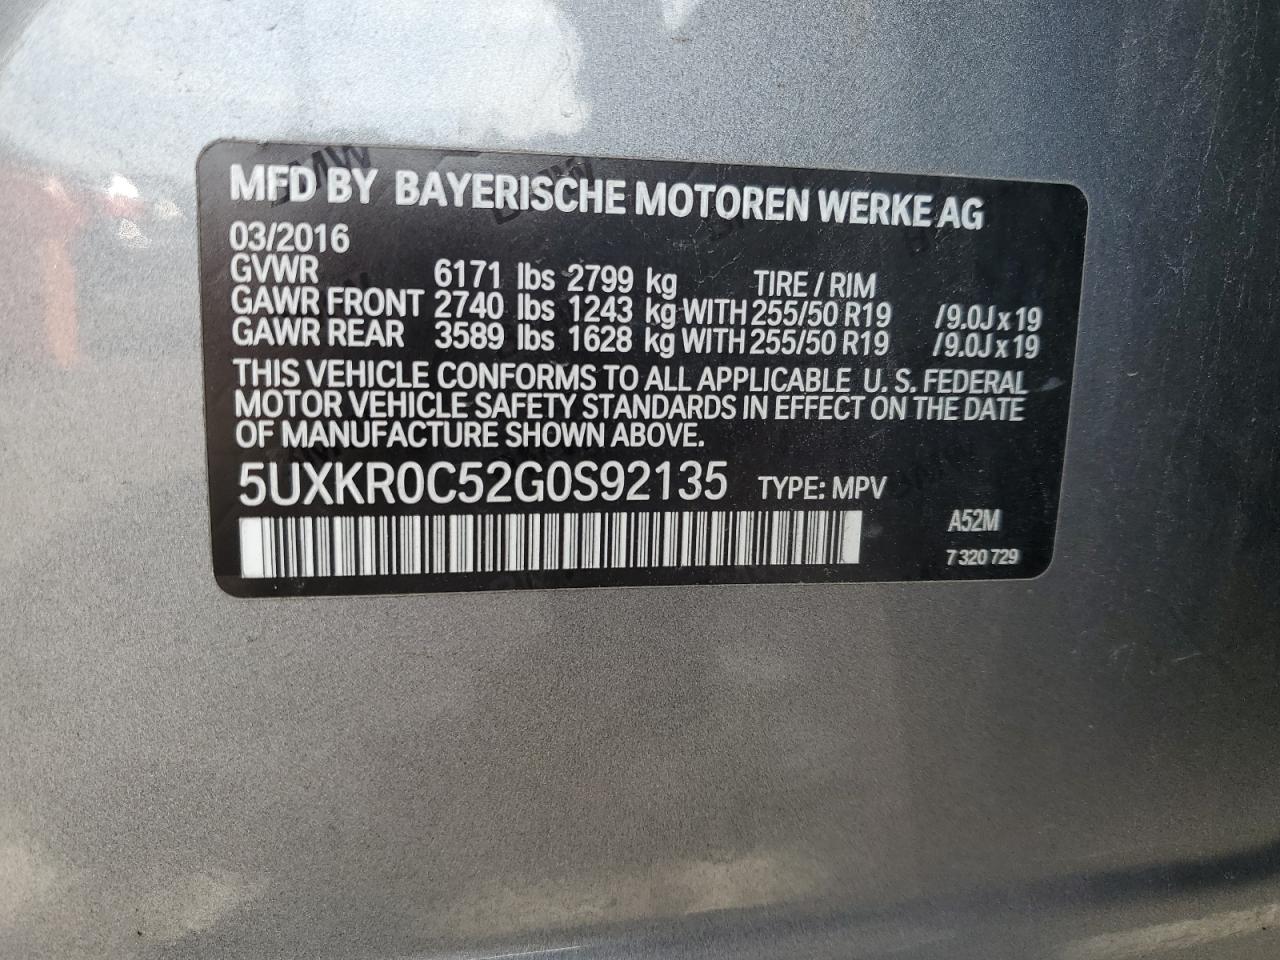 MFD BY BAYERISCHE MOTOREN WERKE AG
03/2016
GVWR 6171 lbs 2799 kg TIRE / RIM
GAWR FRONT 2740 lbs 1243 kg WITH 255/50 R19 /9.0J x 19
GAWR REAR 3589 lbs 1628 kg WITH 255/50 R19 /9.0J x 19
THIS VEHICLE CONFORMS TO ALL APPLICABLE U. S. FEDERAL
MOTOR VEHICLE SAFETY STANDARDS IN EFFECT ON THE DATE
OF MANUFACTURE SHOWN ABOVE.
5UXKR0C52G0S92135 TYPE: MPV
A52M
7 320 729